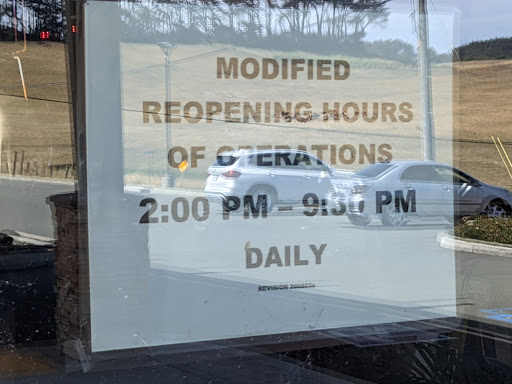 MODIFIED
REOPENING HOURS
OF OPERATIONS
2:00 PM – 9:30 PM
DAILY